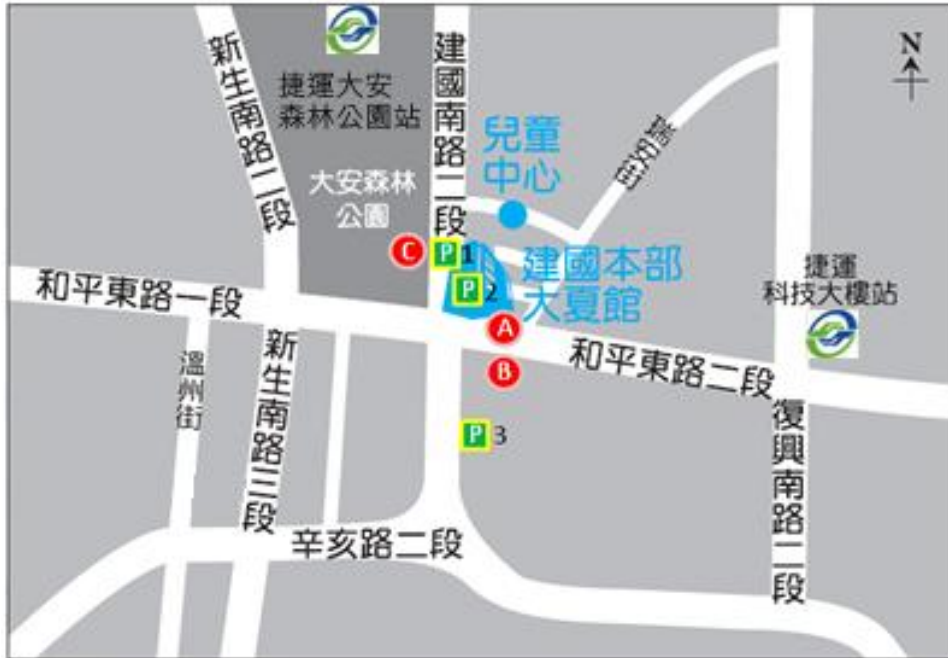 新生南路二段
捷運大安
森林公園站
建國南路二段
N
兒童
中心
瑞安街
大安森林
公園
C
P 1
P 2
建國本部
大夏館
捷運
科技大樓站
和平東路一段
A
和平東路二段
B
溫州街
新生南路三段
P 3
復興南路二段
辛亥路二段